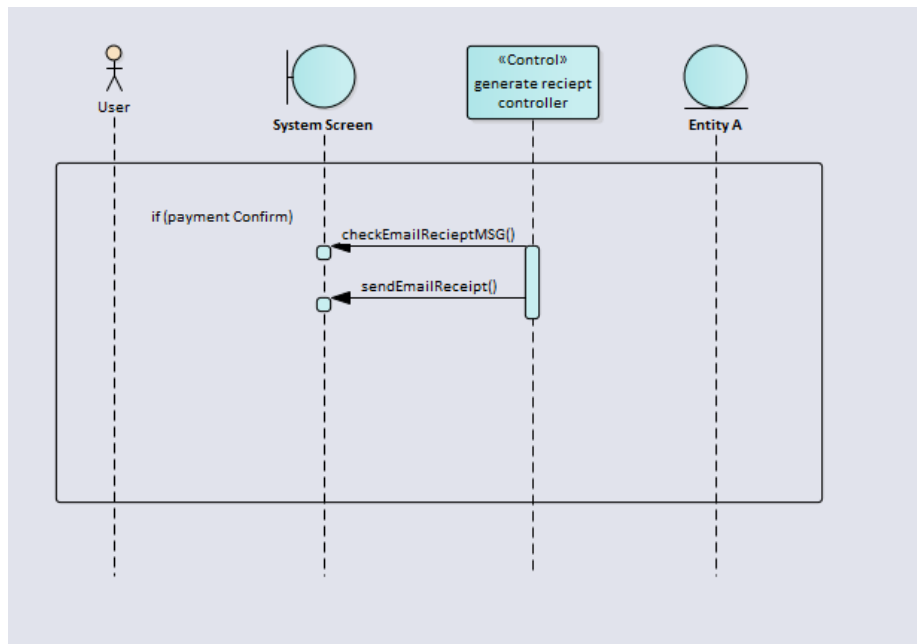 User
System Screen
«Control»
generate reciept
controller
Entity A
if (payment Confirm)
checkEmailRecieptMSG()
sendEmailReceipt()